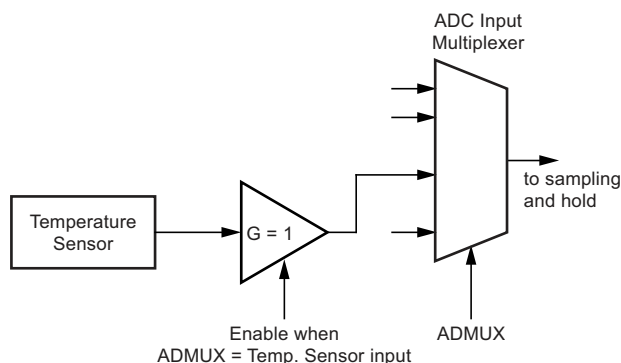 ADC Input
Multiplexer
to sampling
and hold
Temperature
Sensor
G = 1
Enable when
ADMUX = Temp. Sensor input
ADMUX